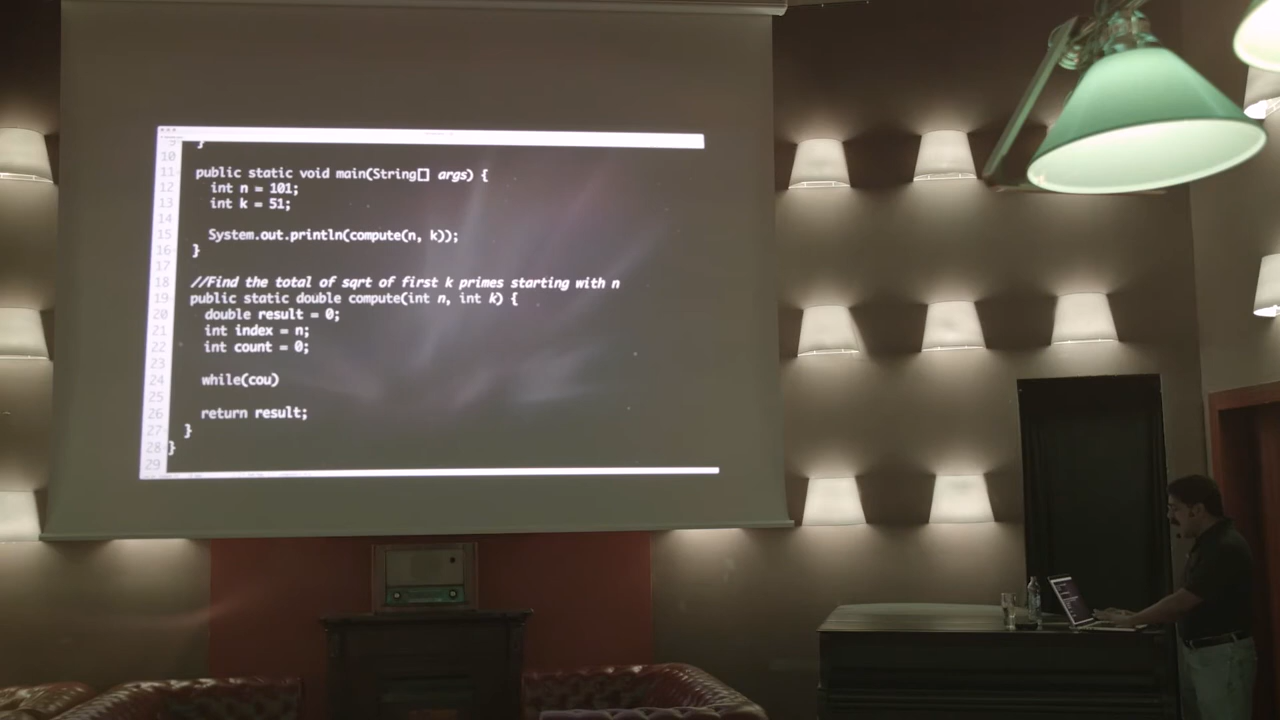 9 }
10
11 public static void main(String[] args) {
12 int n = 101;
13 int k = 51;
14
15 System.out.println(compute(n, k));
16 }
17
18 //Find the total of sqrt of first k primes starting with n
19 public static double compute(int n, int k) {
20 double result = 0;
21 int index = n;
22 int count = 0;
23
24 while(cou)
25
26 return result;
27 }
28 }
29